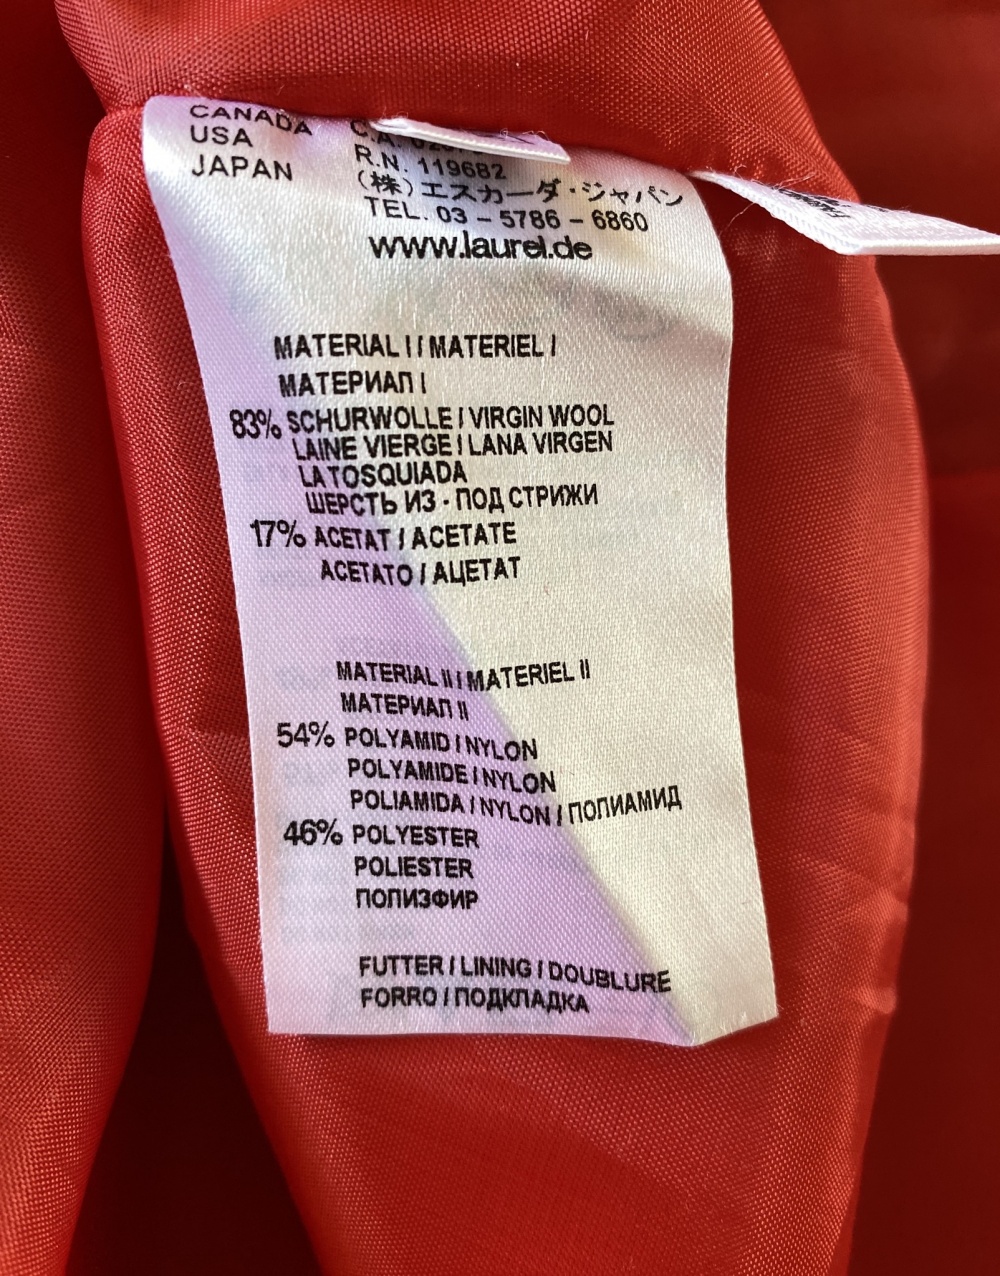 CANADA C.A.
USA R.N. 119682
JAPAN (株)エスカーダ・ジャパン
TEL. 03 - 5786 - 6860
www.laurel.de
MATERIAL I / MATERIEL I
МАТЕРИАЛ I
83% SCHURWOLLE / VIRGIN WOOL
LAINE VIERGE / LANA VIRGEN
LA TOSQUIADA
ШЕРСТЬ ИЗ - ПОД СТРИЖИ
17% ACETAT / ACETATE
ACETATO / АЦЕТАТ
MATERIAL II / MATERIEL II
МАТЕРИАЛ II
54% POLYAMID / NYLON
POLYAMIDE / NYLON
POLIAMIDA / NYLON / ПОЛИАМИД
46% POLYESTER
POLIESTER
ПОЛИЗФИР
FUTTER / LINING / DOUBLURE
FORRO / ПОДКЛАДКА